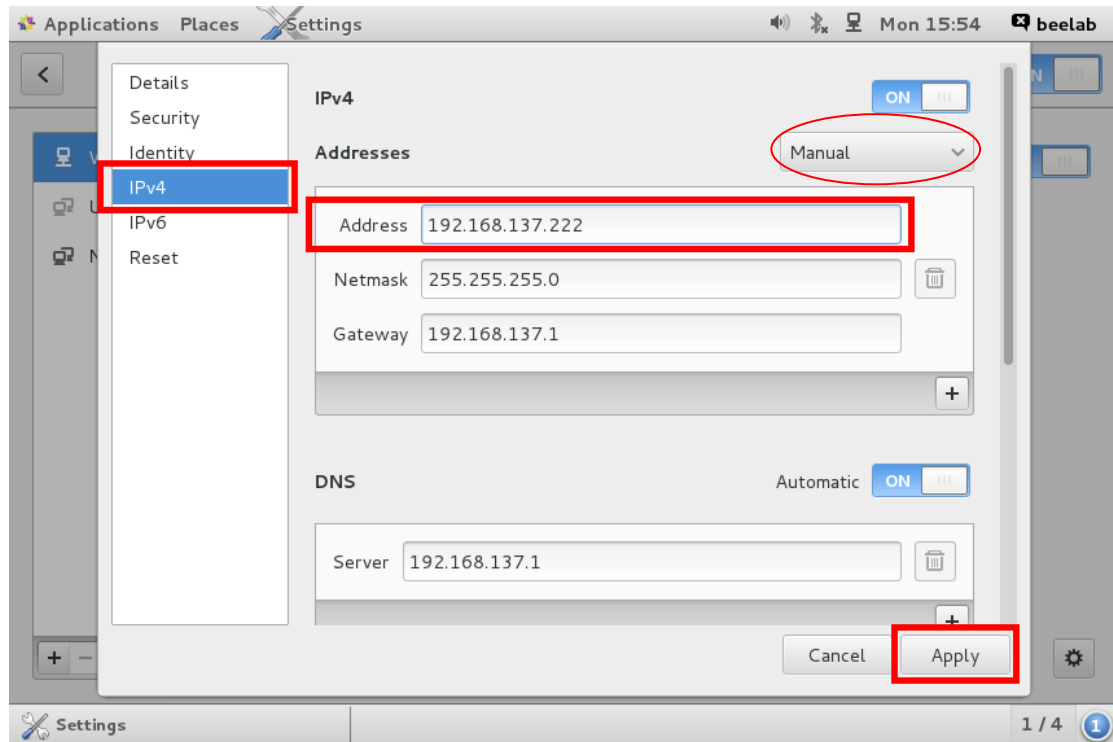 Applications Places Settings Mon 15:54 beelab
Details
Security
Identity
IPv4
IPv6
Reset
IPv4 ON
Addresses Manual
Address 192.168.137.222
Netmask 255.255.255.0
Gateway 192.168.137.1
+
DNS Automatic ON
Server 192.168.137.1
+
Cancel Apply
+ −
Settings 1 / 4 1